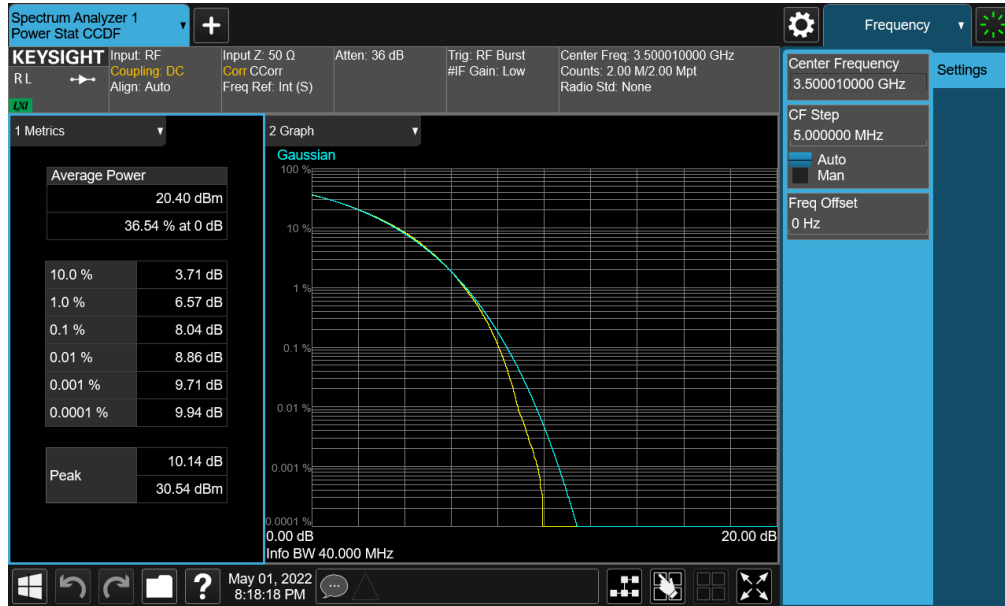 Spectrum Analyzer 1
Power Stat CCDF
Frequency
KEYSIGHT
R L
LXI
Input: RF
Coupling: DC
Align: Auto
Input Z: 50 Ω
Corr CCorr
Freq Ref: Int (S)
Atten: 36 dB
Trig: RF Burst
#IF Gain: Low
Center Freq: 3.500010000 GHz
Counts: 2.00 M/2.00 Mpt
Radio Std: None
Center Frequency
3.500010000 GHz
Settings
CF Step
5.000000 MHz
Auto
Man
Freq Offset
0 Hz
1 Metrics
Average Power
20.40 dBm
36.54 % at 0 dB
10.0 % 3.71 dB
1.0 % 6.57 dB
0.1 % 8.04 dB
0.01 % 8.86 dB
0.001 % 9.71 dB
0.0001 % 9.94 dB
Peak
10.14 dB
30.54 dBm
2 Graph
Gaussian
100 %
10 %
1 %
0.1 %
0.01 %
0.001 %
0.0001 %
0.00 dB 20.00 dB
Info BW 40.000 MHz
?
May 01, 2022
8:18:18 PM